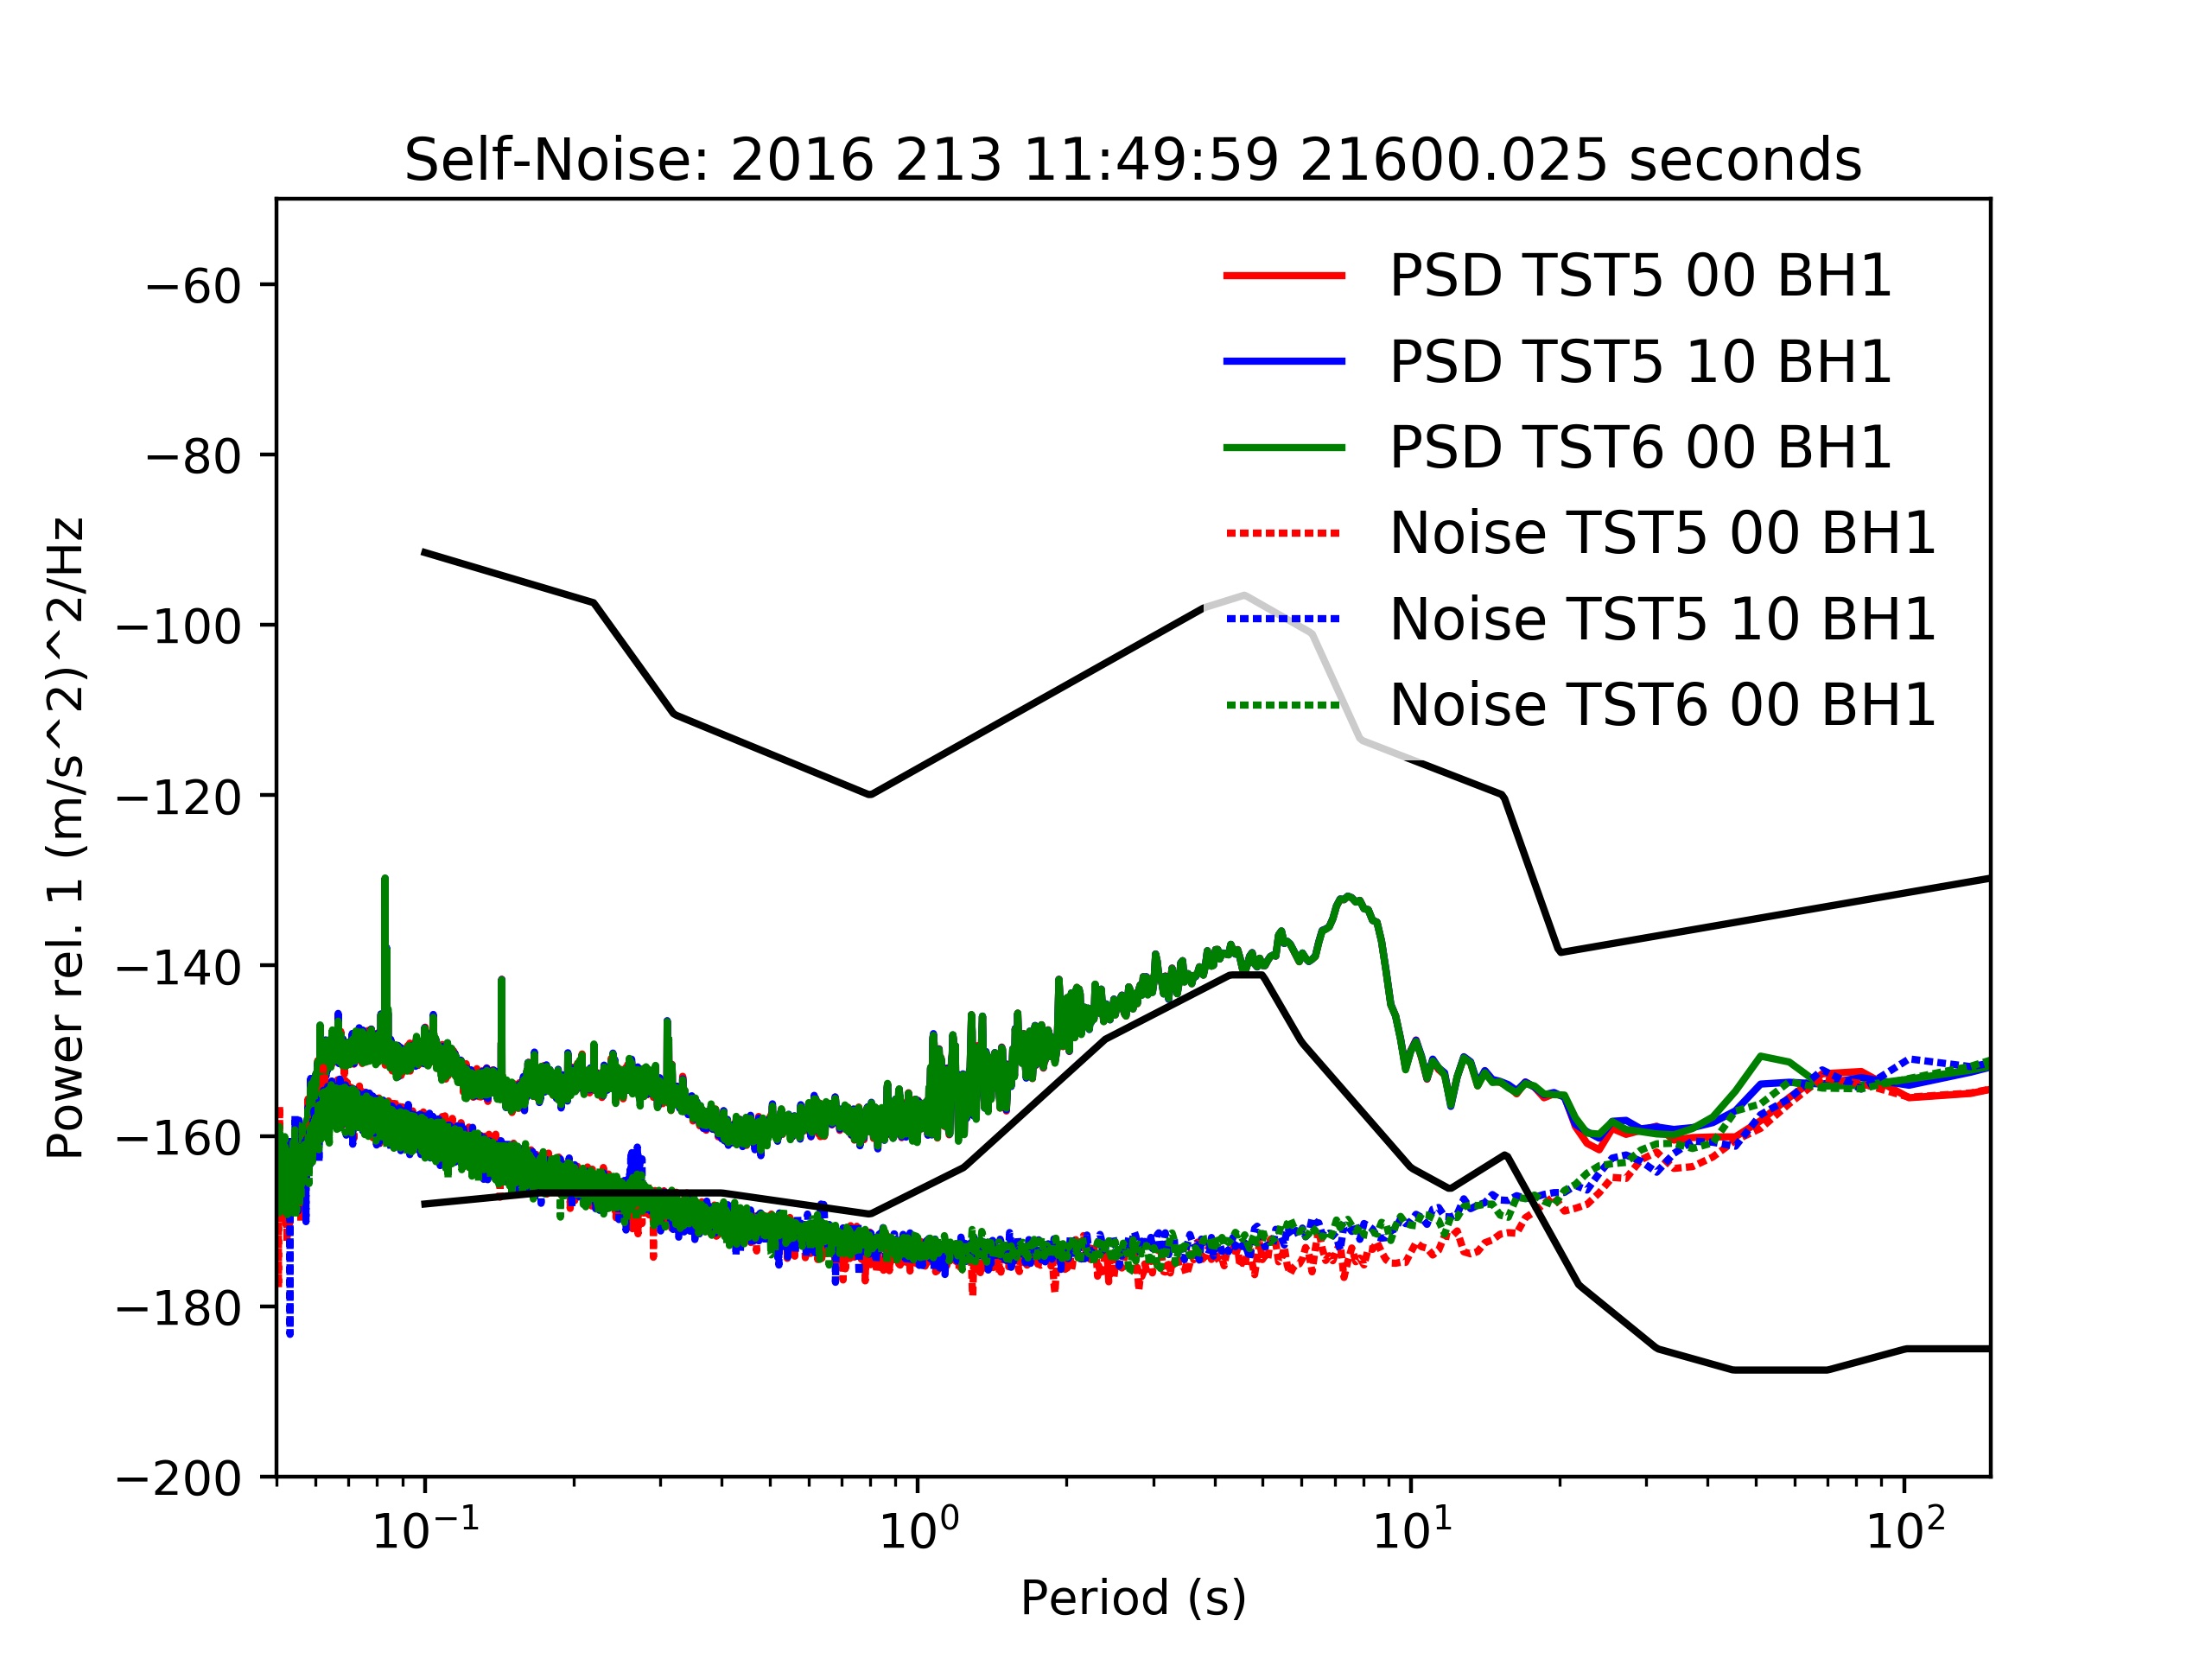 Self-Noise: 2016 213 11:49:59 21600.025 seconds
PSD TST5 00 BH1
PSD TST5 10 BH1
PSD TST6 00 BH1
Noise TST5 00 BH1
Noise TST5 10 BH1
Noise TST6 00 BH1
Power rel. 1 (m/s^2)^2/Hz
−60
−80
−100
−120
−140
−160
−180
−200
10⁻¹
10⁰
10¹
10²
Period (s)